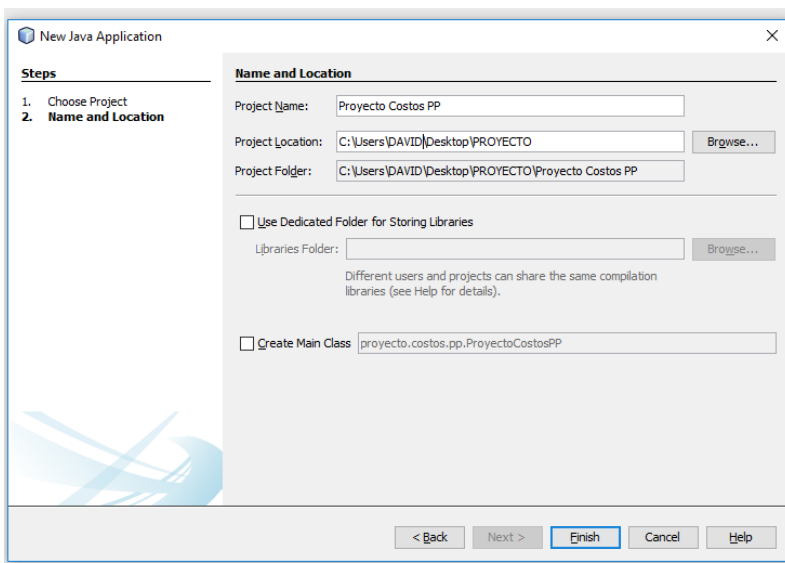 New Java Application
Steps
1. Choose Project
2. Name and Location
Name and Location
Project Name: Proyecto Costos PP
Project Location: C:\Users\DAVID\Desktop\PROYECTO Browse...
Project Folder: C:\Users\DAVID\Desktop\PROYECTO\Proyecto Costos PP
Use Dedicated Folder for Storing Libraries
Libraries Folder: Browse...
Different users and projects can share the same compilation
libraries (see Help for details).
Create Main Class proyecto.costos.pp.ProyectoCostosPP
< Back Next > Finish Cancel Help